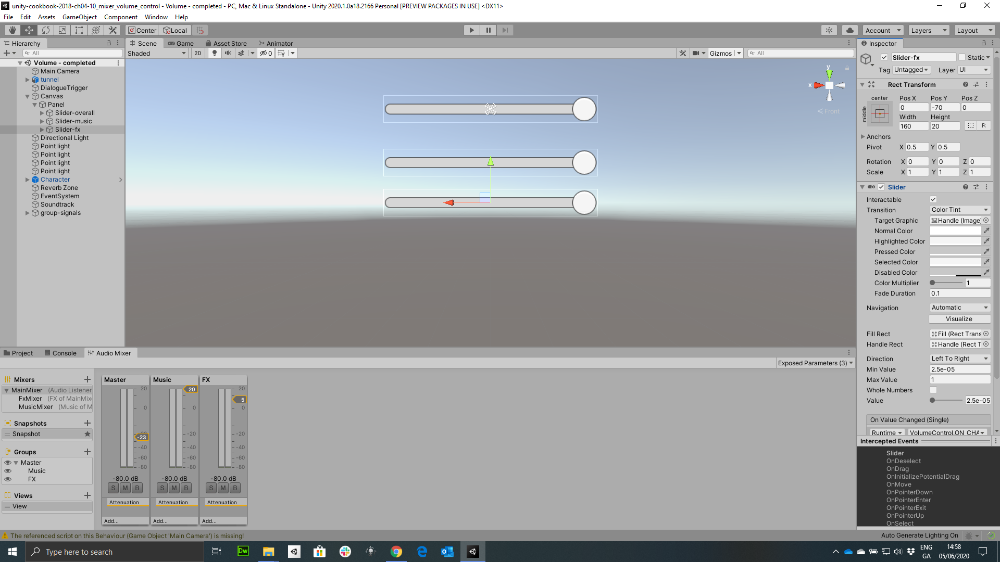 unity-cookbook-2018-ch04-10_mixer_volume_control - Volume - completed - PC, Mac & Linux Standalone - Unity 2020.1.0a18.2166 Personal [PREVIEW PACKAGES IN USE] <DX11>
File Edit Assets GameObject Component Window Help
Center Local Account Layers Layout
Hierarchy
All
Volume - completed
Main Camera
tunnel
DialogueTrigger
Canvas
Panel
Slider-overall
Slider-music
Slider-fx
Directional Light
Point light
Point light
Point light
Point light
Character
Reverb Zone
EventSystem
Soundtrack
group-signals
Scene Game Asset Store Animator
Shaded 2D 0 Gizmos All
y
x
Front
Inspector
Slider-fx Static
Tag Untagged Layer UI
Rect Transform
center Pos X Pos Y Pos Z
middle 0 -70 0
Width Height
160 20 R
Anchors
Pivot X 0.5 Y 0.5
Rotation X 0 Y 0 Z 0
Scale X 1 Y 1 Z 1
Slider
Interactable
Transition Color Tint
Target Graphic Handle (Image)
Normal Color
Highlighted Color
Pressed Color
Selected Color
Disabled Color
Color Multiplier 1
Fade Duration 0.1
Navigation Automatic
Visualize
Fill Rect Fill (Rect Trans
Handle Rect Handle (Rect T
Direction Left To Right
Min Value 2.5e-05
Max Value 1
Whole Numbers
Value 2.5e-05
On Value Changed (Single)
Runtime VolumeControl.ON_CHA
Intercepted Events
Slider
OnDeselect
OnDrag
OnInitializePotentialDrag
OnMove
OnPointerDown
OnPointerEnter
OnPointerExit
OnPointerUp
OnSelect
Project Console Audio Mixer
Exposed Parameters (3)
Mixers
MainMixer (Audio Listener
FxMixer (FX of MainMix
MusicMixer (Music of M
Snapshots
Snapshot
Groups
Master
Music
FX
Views
View
Master
20
0
-20
-23
-40
-60
-80
-80.0 dB
S M B
Attenuation
Add...
Music
20
0
-20
-40
-60
-80
-80.0 dB
S M B
Attenuation
Add...
FX
20
5
0
-20
-40
-60
-80
-80.0 dB
S M B
Attenuation
Add...
The referenced script on this Behaviour (Game Object 'Main Camera') is missing!
Auto Generate Lighting On
Type here to search
Dw
ENG
GA
14:58
05/06/2020